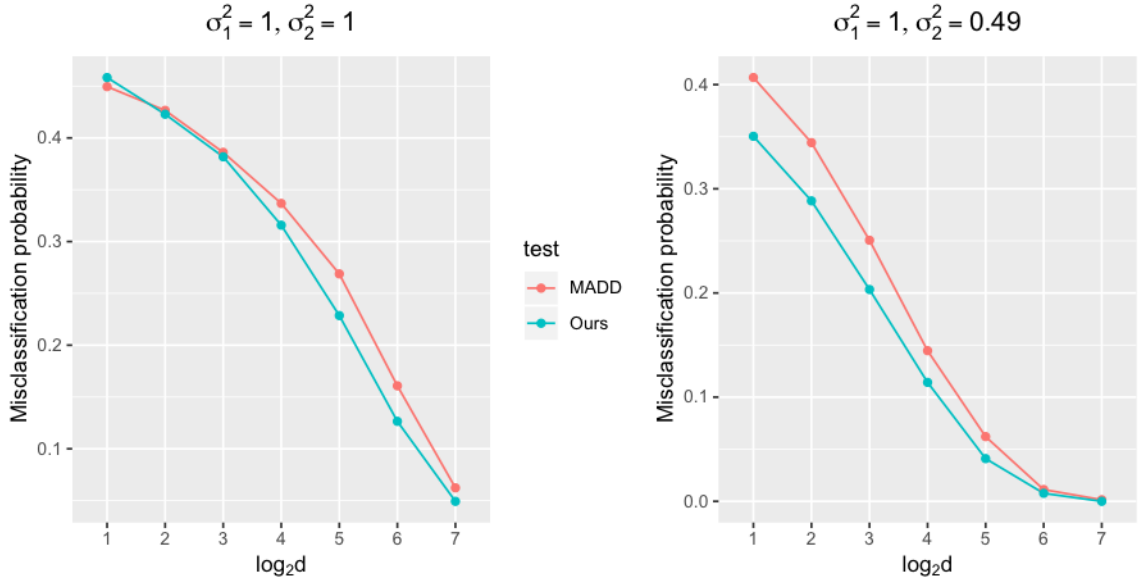 σ₁² = 1, σ₂² = 1
Misclassification probability
0.4
0.3
0.2
0.1
1 2 3 4 5 6 7
log₂d
test
MADD
Ours
σ₁² = 1, σ₂² = 0.49
Misclassification probability
0.4
0.3
0.2
0.1
0.0
1 2 3 4 5 6 7
log₂d